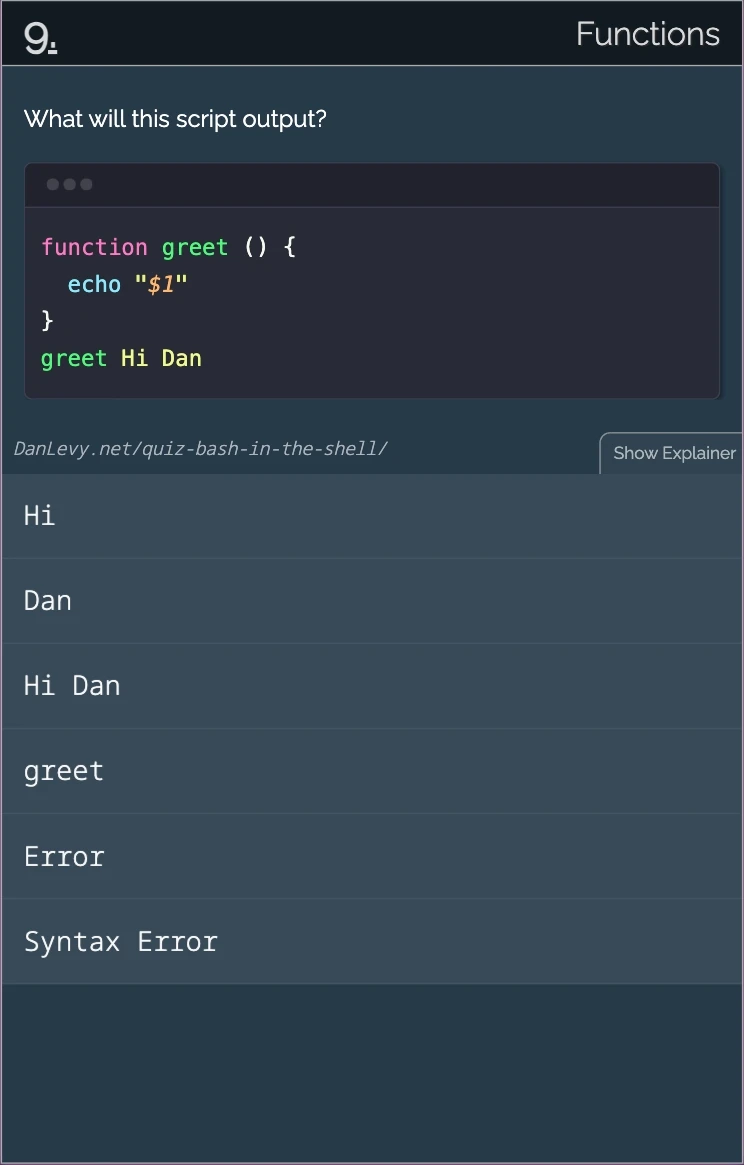 9.
Functions
What will this script output?
function greet () {
  echo "$1"
}
greet Hi Dan
DanLevy.net/quiz-bash-in-the-shell/
Show Explainer
Hi
Dan
Hi Dan
greet
Error
Syntax Error